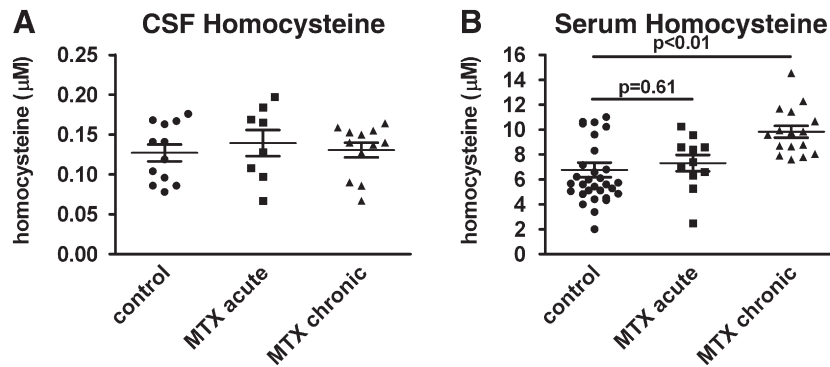 A
CSF Homocysteine
homocysteine (μM)
0.25
0.20
0.15
0.10
0.05
0.00
control
MTX acute
MTX chronic
B
Serum Homocysteine
homocysteine (μM)
16
14
12
10
8
6
4
2
0
p<0.01
p=0.61
control
MTX acute
MTX chronic